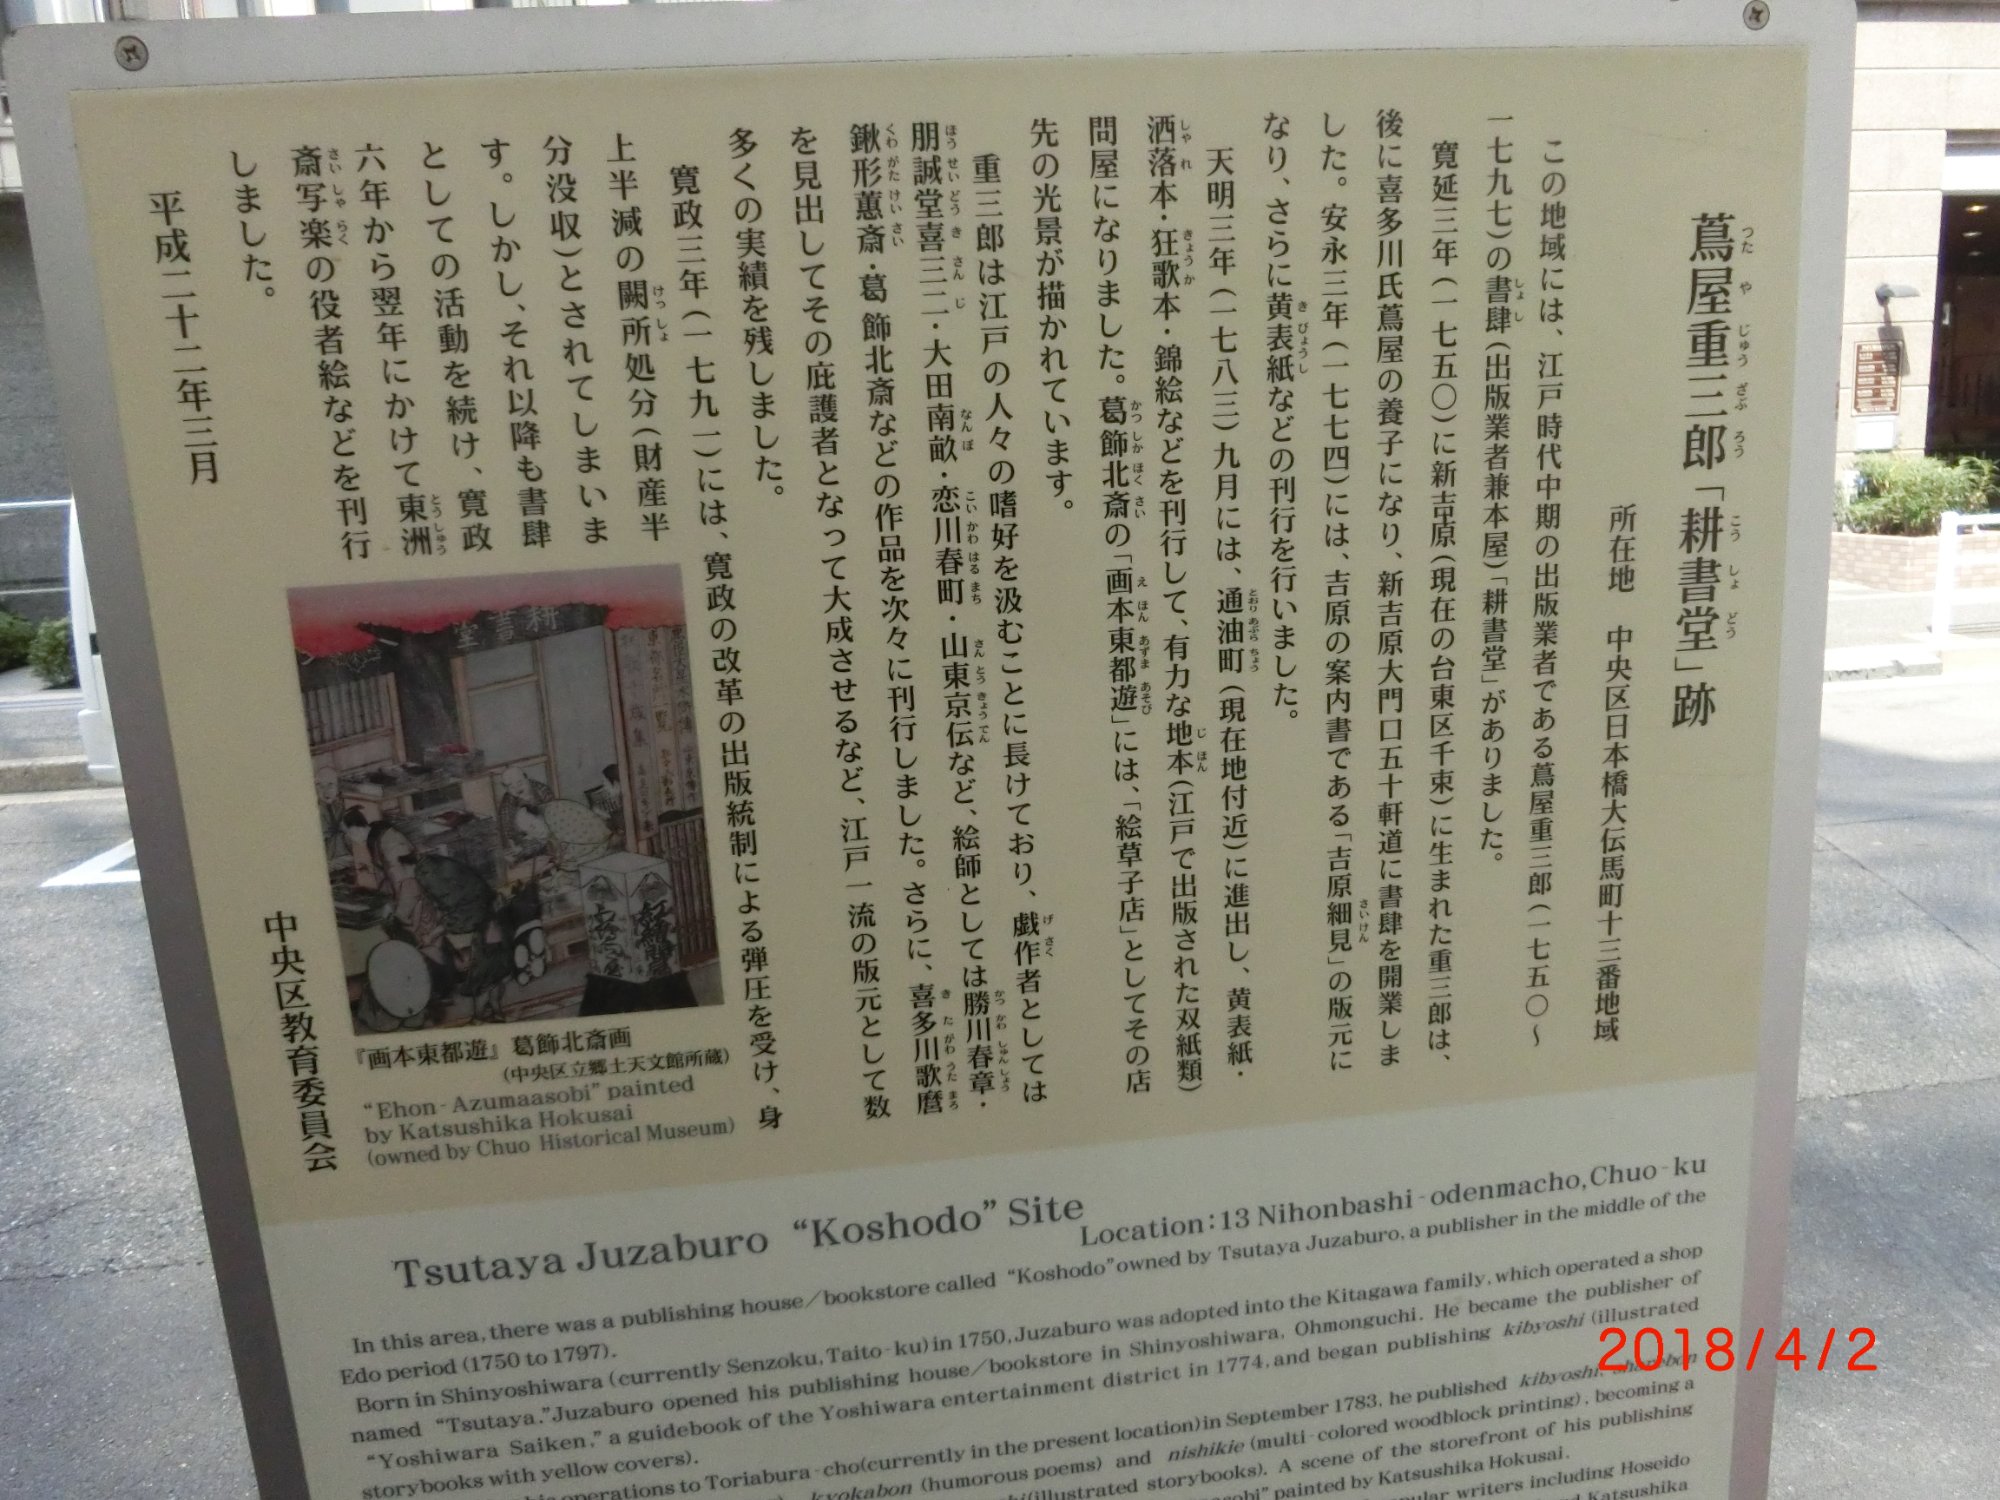 蔦屋重三郎「耕書堂」跡
所在地　中央区日本橋大伝馬町十三番地域
この地域には、江戸時代中期の出版業者である蔦屋重三郎(一七五〇～
一七九七)の書肆(出版業者兼本屋)「耕書堂」がありました。
寛延三年(一七五〇)に新吉原(現在の台東区千束)に生まれた重三郎は、
後に喜多川氏蔦屋の養子になり、新吉原大門口五十軒道に書肆を開業しま
した。安永三年(一七七四)には、吉原の案内書である「吉原細見」の版元に
なり、さらに黄表紙などの刊行を行いました。
天明三年(一七八三)九月には、通油町(現在地付近)に進出し、黄表紙・
洒落本・狂歌本・錦絵などを刊行して、有力な地本(江戸で出版された双紙類)
問屋になりました。葛飾北斎の「画本東都遊」には、「絵草子店」としてその店
先の光景が描かれています。
重三郎は江戸の人々の嗜好を汲むことに長けており、戯作者としては
朋誠堂喜三二・大田南畝・恋川春町・山東京伝など、絵師としては勝川春章・
鍬形蕙斎・葛飾北斎などの作品を次々に刊行しました。さらに、喜多川歌麿
を見出してその庇護者となって大成させるなど、江戸一流の版元として数
多くの実績を残しました。
寛政三年(一七九一)には、寛政の改革の出版統制による弾圧を受け、身
上半減の闕所処分(財産半
分没収)とされてしまいま
す。しかし、それ以降も書肆
としての活動を続け、寛政
六年から翌年にかけて東洲
斎写楽の役者絵などを刊行
しました。
平成二十二年三月
中央区教育委員会
耕書堂
『画本東都遊』葛飾北斎画
(中央区立郷土天文館所蔵)
"Ehon-Azumaasobi" painted
by Katsushika Hokusai
(owned by Chuo Historical Museum)
Tsutaya Juzaburo "Koshodo" Site
Location:13 Nihonbashi-odenmacho,Chuo-ku
In this area,there was a publishing house/bookstore called "Koshodo"owned by Tsutaya Juzaburo,a publisher in the middle of the
Edo period (1750 to 1797).
Born in Shinyoshiwara (currently Senzoku,Taito-ku)in 1750,Juzaburo was adopted into the Kitagawa family,which operated a shop
named "Tsutaya."Juzaburo opened his publishing house/bookstore in Shinyoshiwara, Ohmonguchi. He became the publisher of
"Yoshiwara Saiken," a guidebook of the Yoshiwara entertainment district in 1774,and began publishing kibyoshi (illustrated
storybooks with yellow covers).
operations to Toriabura-cho(currently in the present location)in September 1783, he published kibyoshi, sharebon
kyokabon (humorous poems) and nishikie (multi-colored woodblock printing), becoming a
(illustrated storybooks). A scene of the storefront of his publishing
painted by Katsushika Hokusai.
writers including Hoseido
Katsushika
2018/4/2